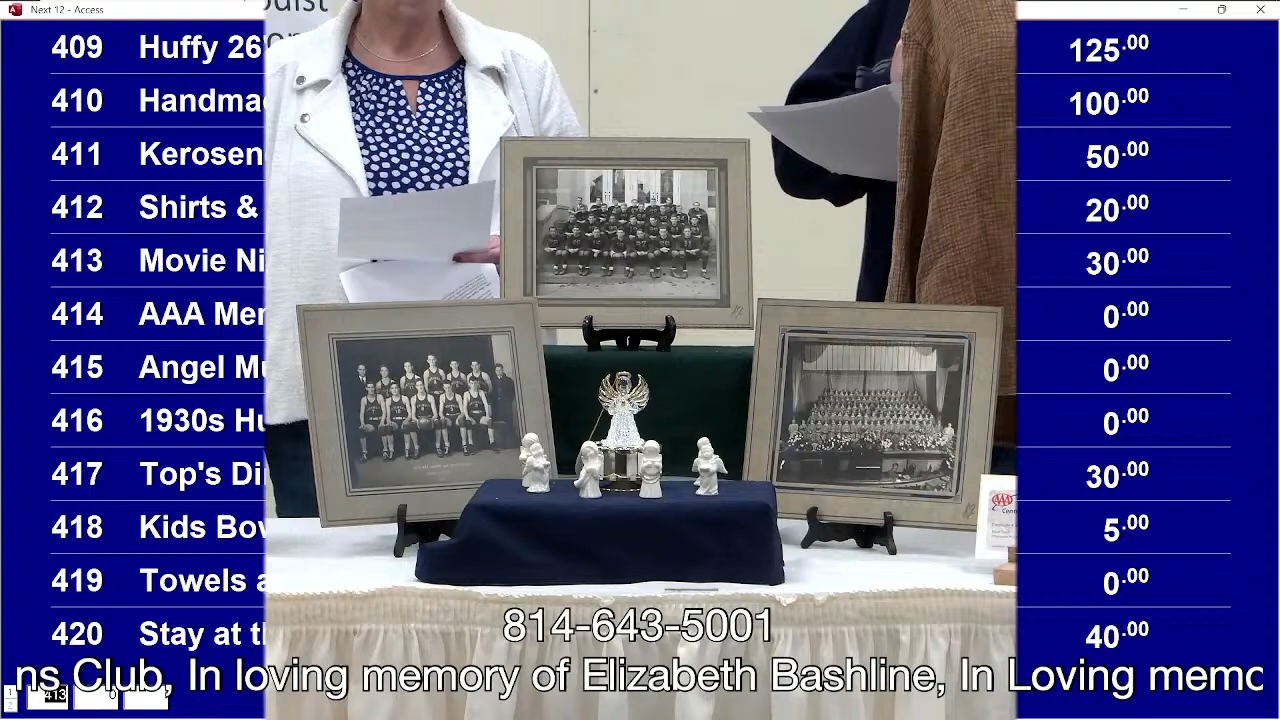 Next 12 - Access
409 Huffy 26 125.00
410 Handma 100.00
411 Kerosen 50.00
412 Shirts & 20.00
413 Movie Ni 30.00
414 AAA Mer 0.00
415 Angel Mu 0.00
416 1930s Hu 0.00
417 Top's Di 30.00
418 Kids Bov 5.00
419 Towels a 0.00
420 Stay at th 40.00
AAA
814-643-5001
ns Club, In loving memory of Elizabeth Bashline, In Loving memo
413